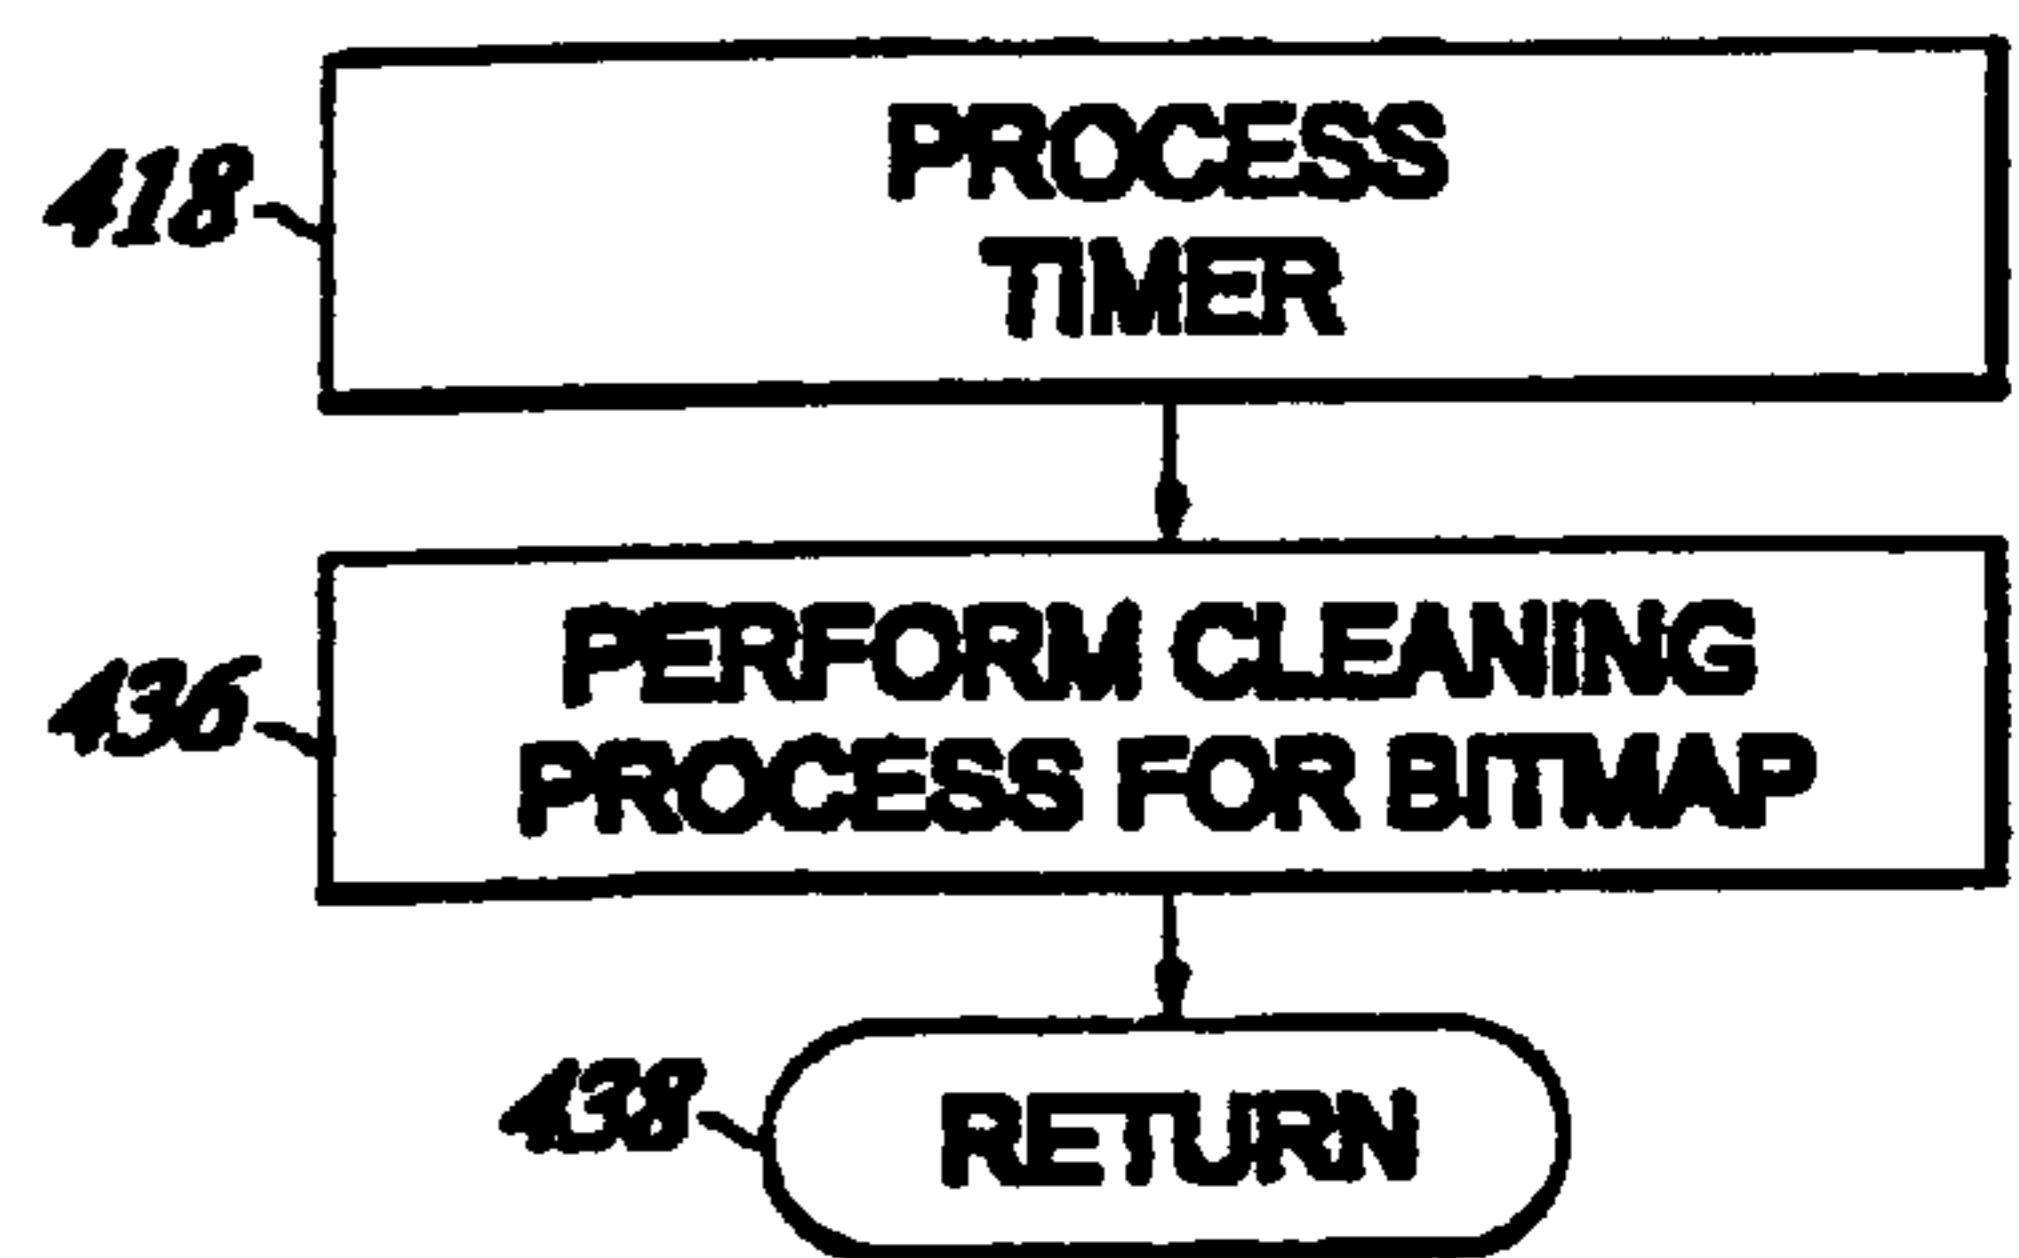 418
PROCESS
TIMER
436
PERFORM CLEANING
PROCESS FOR BITMAP
438
RETURN